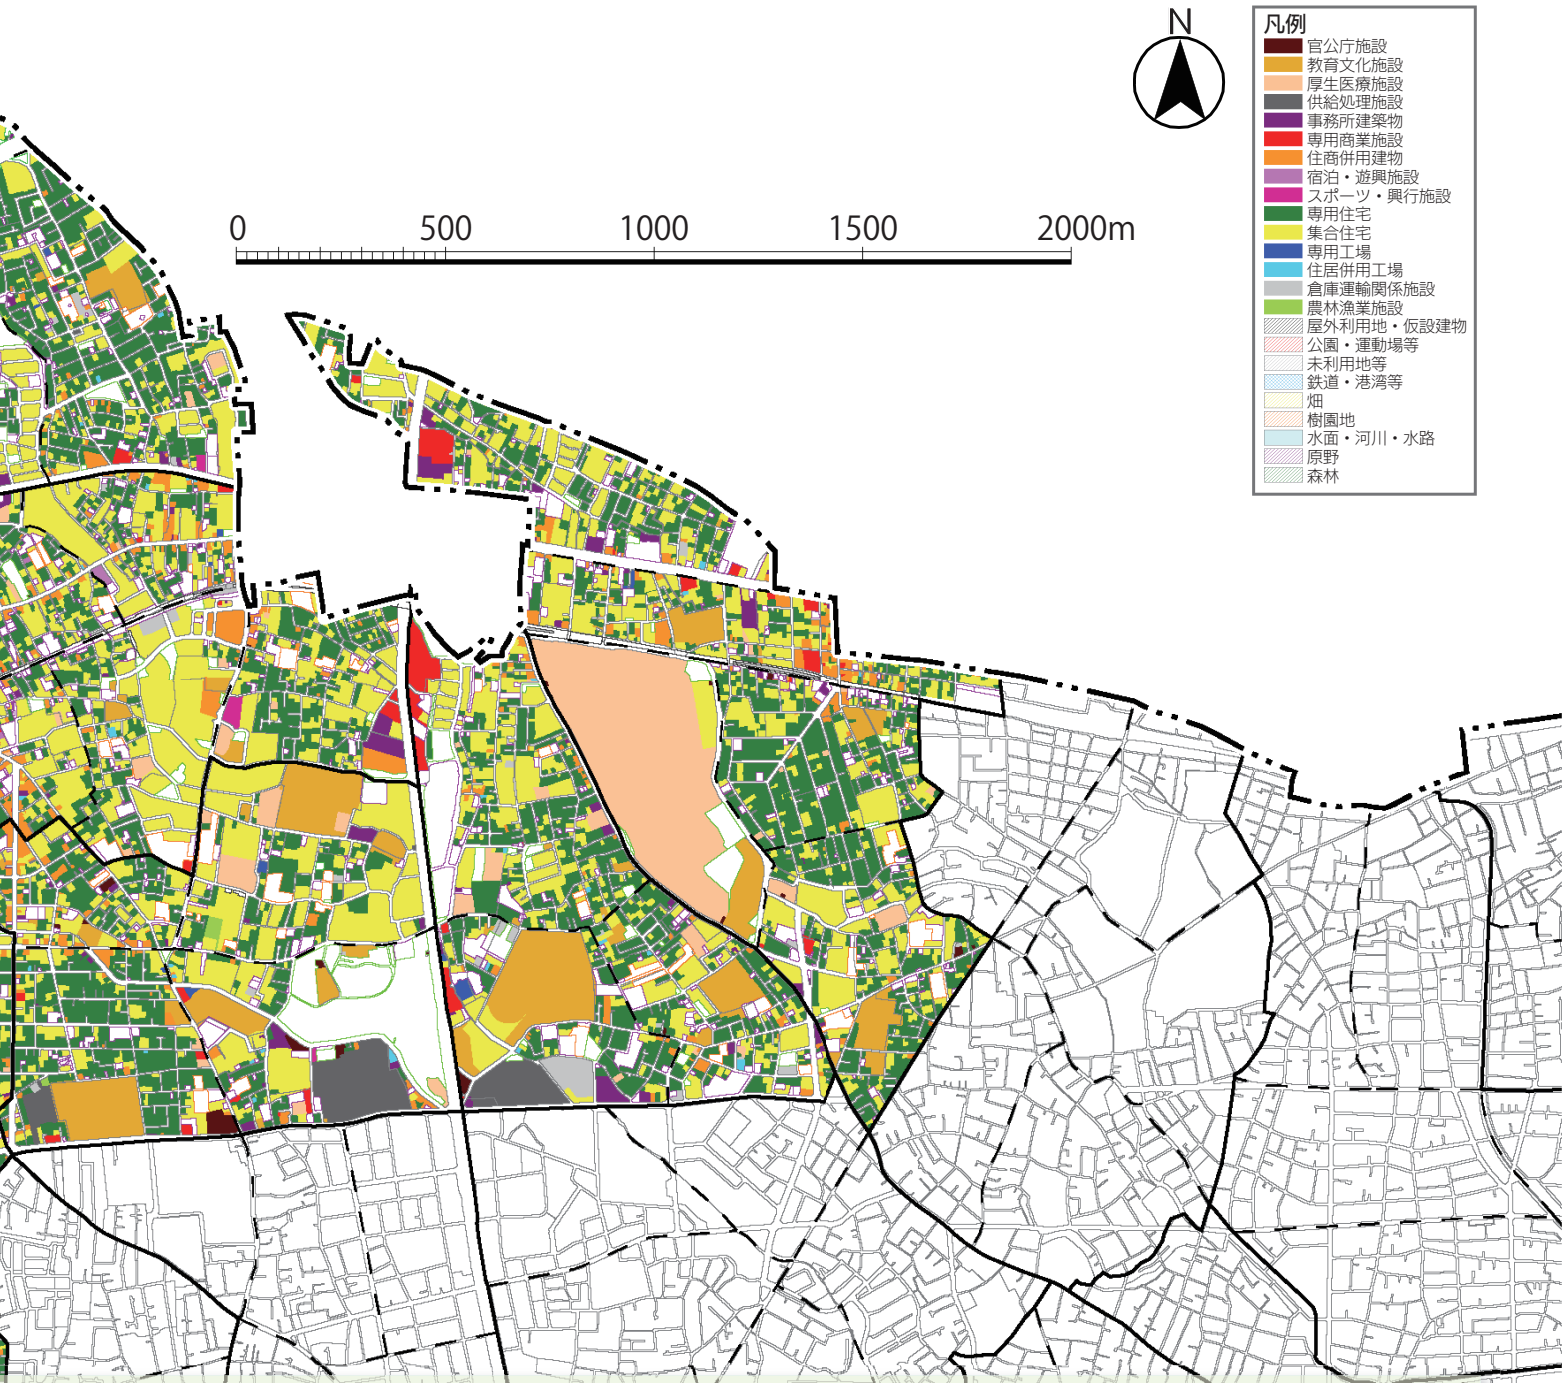 N
凡例
官公庁施設
教育文化施設
厚生医療施設
供給処理施設
事務所建築物
専用商業施設
住商併用建物
宿泊・遊興施設
スポーツ・興行施設
専用住宅
集合住宅
専用工場
住居併用工場
倉庫運輸関係施設
農林漁業施設
屋外利用地・仮設建物
公園・運動場等
未利用地等
鉄道・港湾等
畑
樹園地
水面・河川・水路
原野
森林
0 500 1000 1500 2000m